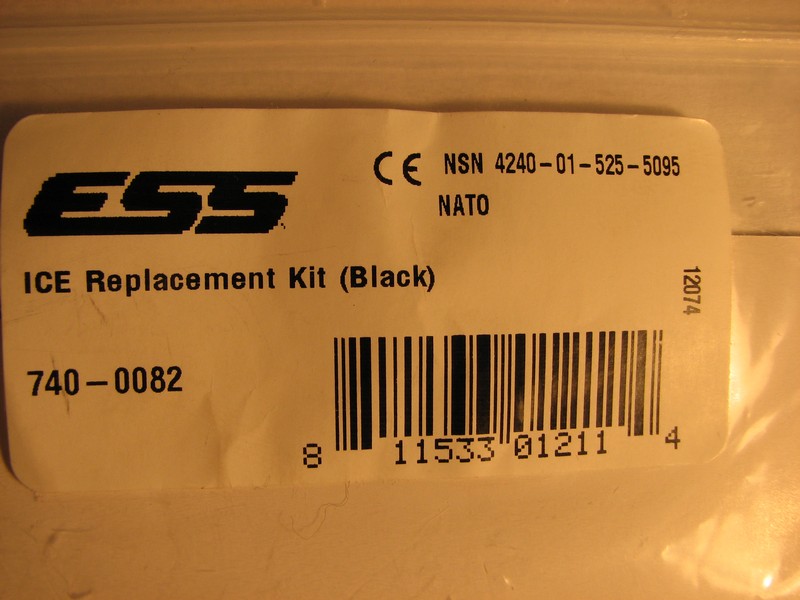 ESS
CE NSN 4240-01-525-5095
NATO
ICE Replacement Kit (Black)
12074
740-0082
8 11533 01211 4